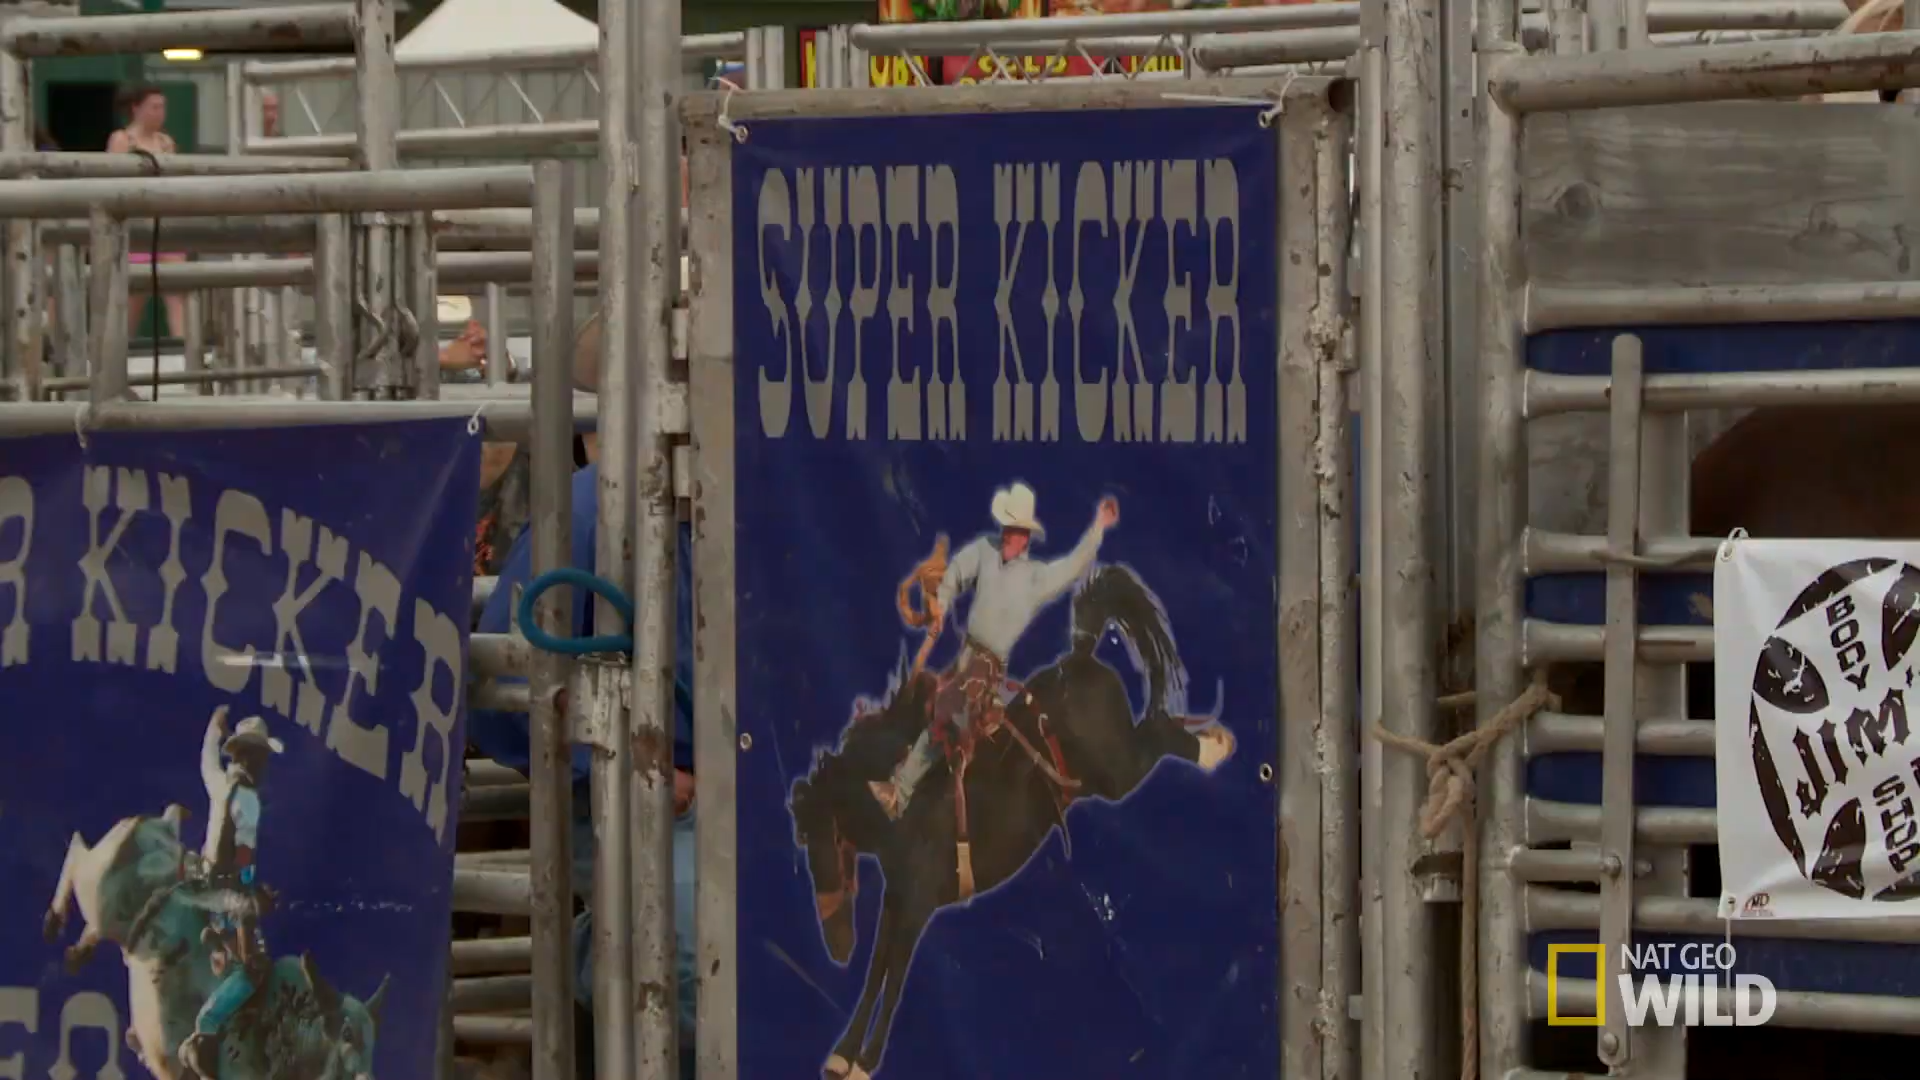 SUPER KICKER
KICKER
BODY
JIM'
SHOP
NAT GEO
WILD